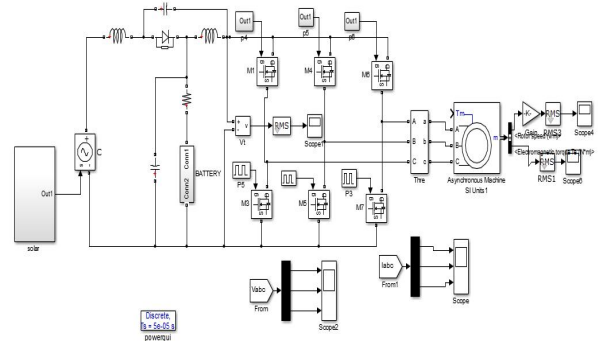 Out1
p4
Out1
p5
Out1
p6
M1
M4
M6
Out1
solar
C
Conn1
Conn2
BATTERY
v
Vt
RMS
Scope1
P5
M3
M5
P3
M7
A
B
C
a
b
c
Thre
Tm
m
A
B
C
Asynchronous Machine
SI Units1
-K-
Gain
RMS
RMS3
Scope4
RMS
RMS1
Vabc
From
Scope2
Iabc
From1
Scope
Discrete,
Ts = 5e-05 s
powergui